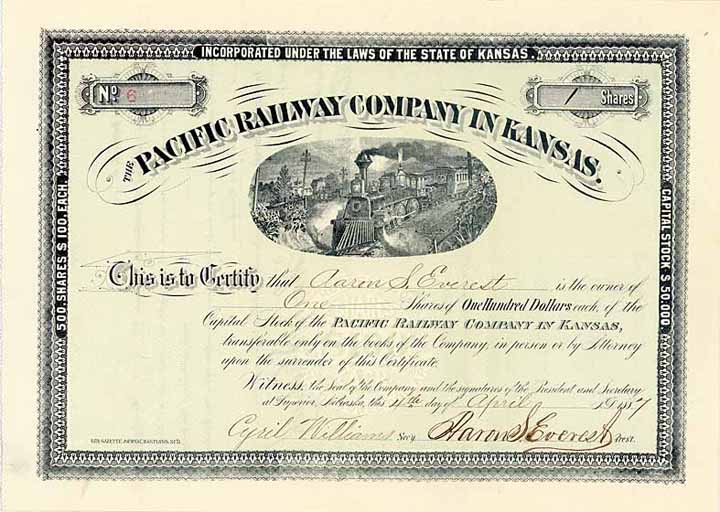 INCORPORATED UNDER THE LAWS OF THE STATE OF KANSAS.
No. 6
1 Shares
THE PACIFIC RAILWAY COMPANY IN KANSAS.
500 SHARES $100. EACH.
CAPITAL STOCK $50,000.
This is to Certify that Aaron S. Everest is the owner of
One Shares of One Hundred Dollars each, of the
Capital Stock of the PACIFIC RAILWAY COMPANY IN KANSAS,
transferable only on the books of the Company, in person or by Attorney
upon the surrender of this Certificate.
Witness, the Seal of the Company and the signatures of the President and Secretary
at Superior, Nebraska, this 4th day of April
Cyril Williams Secy. Aaron S. Everest Prest.